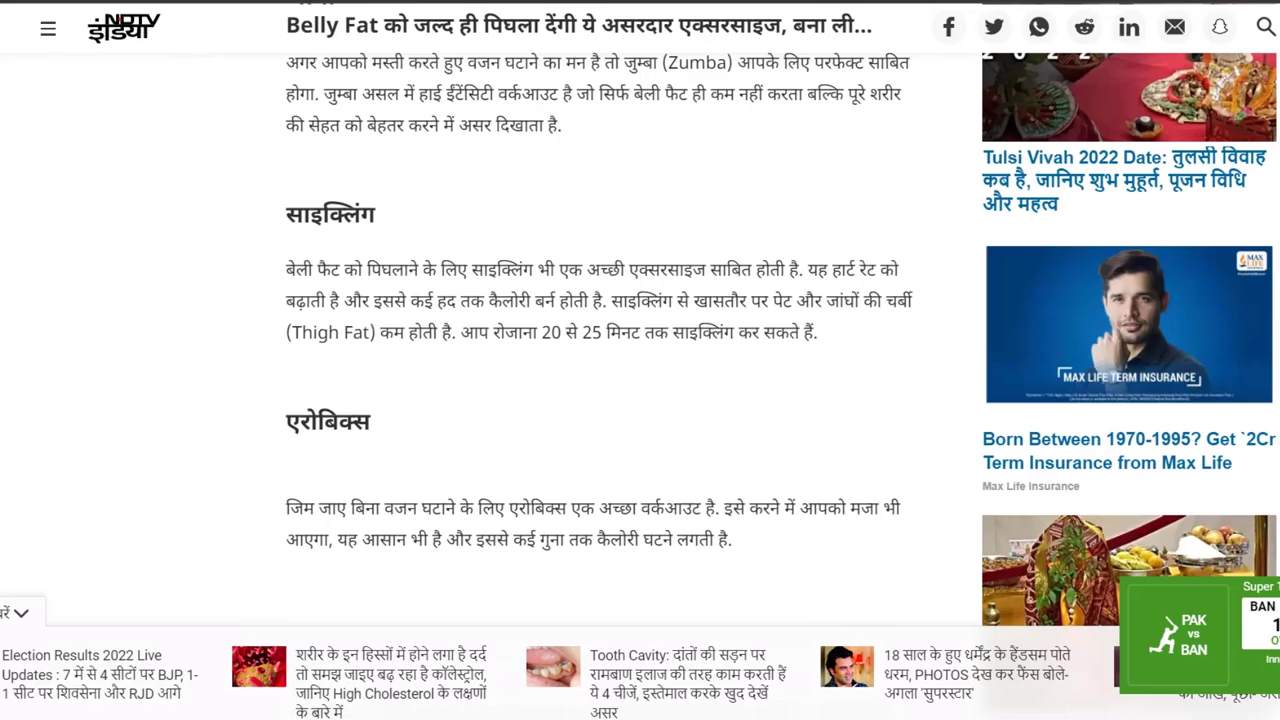 NDTV
इंडिया
Belly Fat को जल्द ही पिघला देंगी ये असरदार एक्सरसाइज, बना ली...
अगर आपको मस्ती करते हुए वजन घटाने का मन है तो जुम्बा (Zumba) आपके लिए परफेक्ट साबित
होगा. जुम्बा असल में हाई ईंटेंसिटी वर्कआउट है जो सिर्फ बेली फैट ही कम नहीं करता बल्कि पूरे शरीर
की सेहत को बेहतर करने में असर दिखाता है.
साइक्लिंग
बेली फैट को पिघलाने के लिए साइक्लिंग भी एक अच्छी एक्सरसाइज साबित होती है. यह हार्ट रेट को
बढ़ाती है और इससे कई हद तक कैलोरी बर्न होती है. साइक्लिंग से खासतौर पर पेट और जांघों की चर्बी
(Thigh Fat) कम होती है. आप रोजाना 20 से 25 मिनट तक साइक्लिंग कर सकते हैं.
एरोबिक्स
जिम जाए बिना वजन घटाने के लिए एरोबिक्स एक अच्छा वर्कआउट है. इसे करने में आपको मजा भी
आएगा, यह आसान भी है और इससे कई गुना तक कैलोरी घटने लगती है.
Tulsi Vivah 2022 Date: तुलसी विवाह
कब है, जानिए शुभ मुहूर्त, पूजन विधि
और महत्व
MAX
LIFE
MAX LIFE TERM INSURANCE
Born Between 1970-1995? Get `2Cr
Term Insurance from Max Life
Max Life Insurance
Super
PAK
vs
BAN
BAN
Election Results 2022 Live
Updates : 7 में से 4 सीटों पर BJP, 1-
1 सीट पर शिवसेना और RJD आगे
शरीर के इन हिस्सों में होने लगा है दर्द
तो समझ जाइए बढ़ रहा है कॉलेस्ट्रोल,
जानिए High Cholesterol के लक्षणों
के बारे में
Tooth Cavity: दांतों की सड़न पर
रामबाण इलाज की तरह काम करती हैं
ये 4 चीजें, इस्तेमाल करके खुद देखें
असर
18 साल के हुए धर्मेंद्र के हैंडसम पोते
धरम, PHOTOS देख कर फैंस बोले-
अगला 'सुपरस्टार'